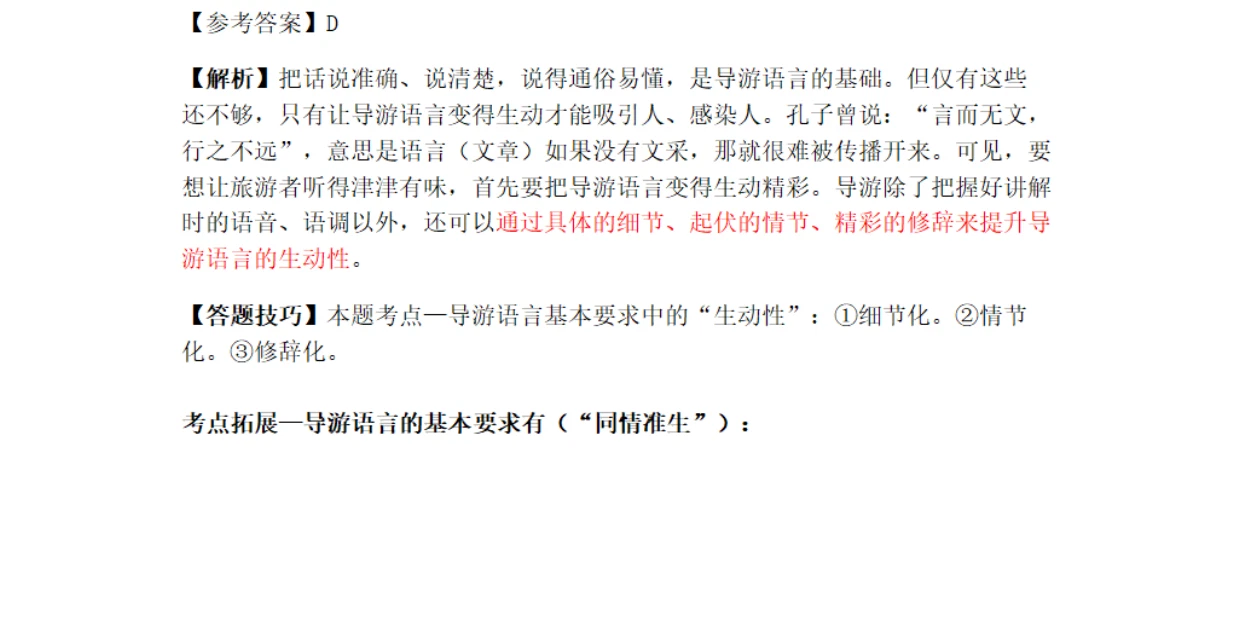 【参考答案】D
【解析】把话说准确、说清楚，说得通俗易懂，是导游语言的基础。但仅有这些
还不够，只有让导游语言变得生动才能吸引人、感染人。孔子曾说：“言而无文，
行之不远”，意思是语言（文章）如果没有文采，那就很难被传播开来。可见，要
想让旅游者听得津津有味，首先要把导游语言变得生动精彩。导游除了把握好讲解
时的语音、语调以外，还可以通过具体的细节、起伏的情节、精彩的修辞来提升导
游语言的生动性。
【答题技巧】本题考点—导游语言基本要求中的“生动性”：①细节化。②情节
化。③修辞化。
考点拓展—导游语言的基本要求有（“同情准生”）：